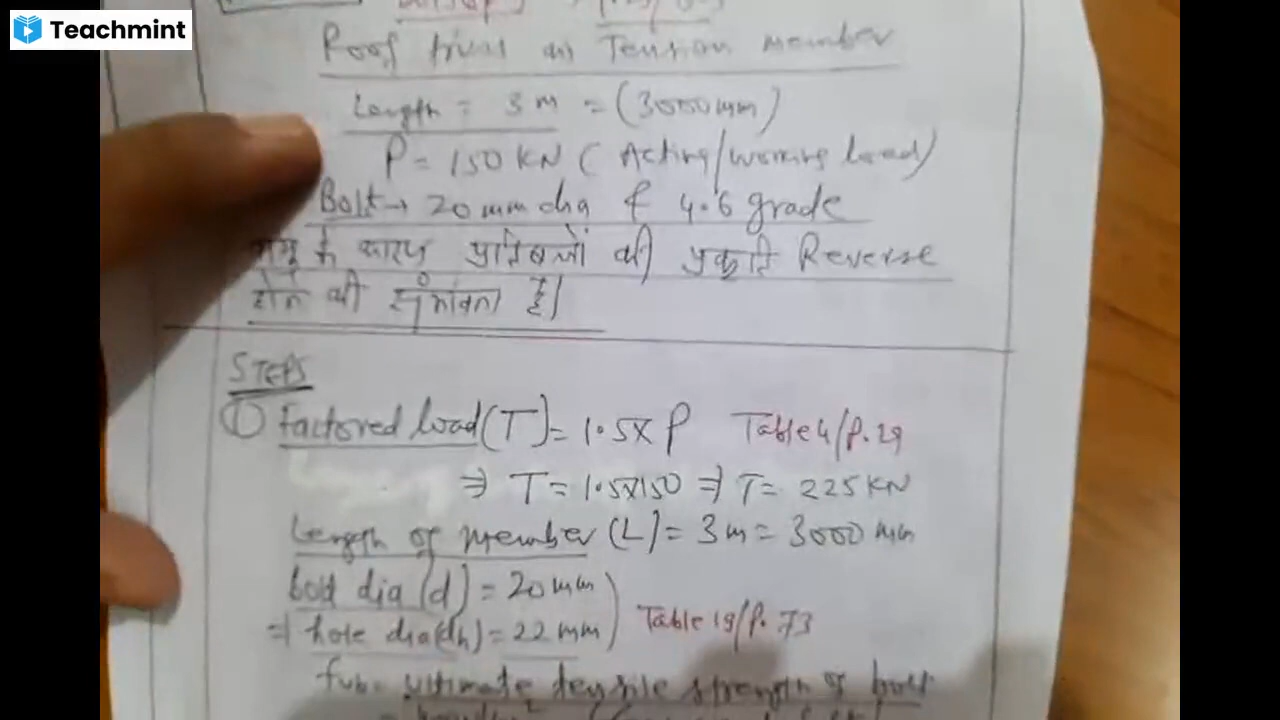 Teachmint
Roof truss as Tension member
Length = 3 m = (3000 mm)
P = 150 KN (Acting/working load)
Bolt → 20 mm dia & 4.6 grade
वायु के कारण प्रतिबलों की प्रकृति Reverse
होने की संभावना है।
STEPS
① Factored load (T) = 1.5 x P Table 4/P.29
⇒ T = 1.5x150 ⇒ T = 225 KN
Length of member (L) = 3 m = 3000 mm
bolt dia (d) = 20 mm
⇒ hole dia (dh) = 22 mm) Table 19/P.73
fub = ultimate tensile strength of bolt